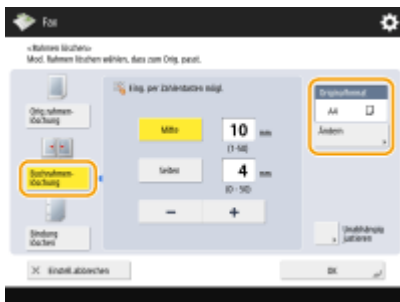 Fax
<Rahmen löschen>
Mod. Rahmen löschen wählen, dass zum Orig. passt.
Orig.rahmen-
löschung
Buchrahmen-
löschung
Bindung
löschen
Eing. per Zahlentasten mögl.
Mitte
10 mm
(1-50)
Seiten
4 mm
(0 - 50)
−
+
Originalformat
A4
Ändern
Unabhängig
justieren
× Einstell. abbrechen
OK